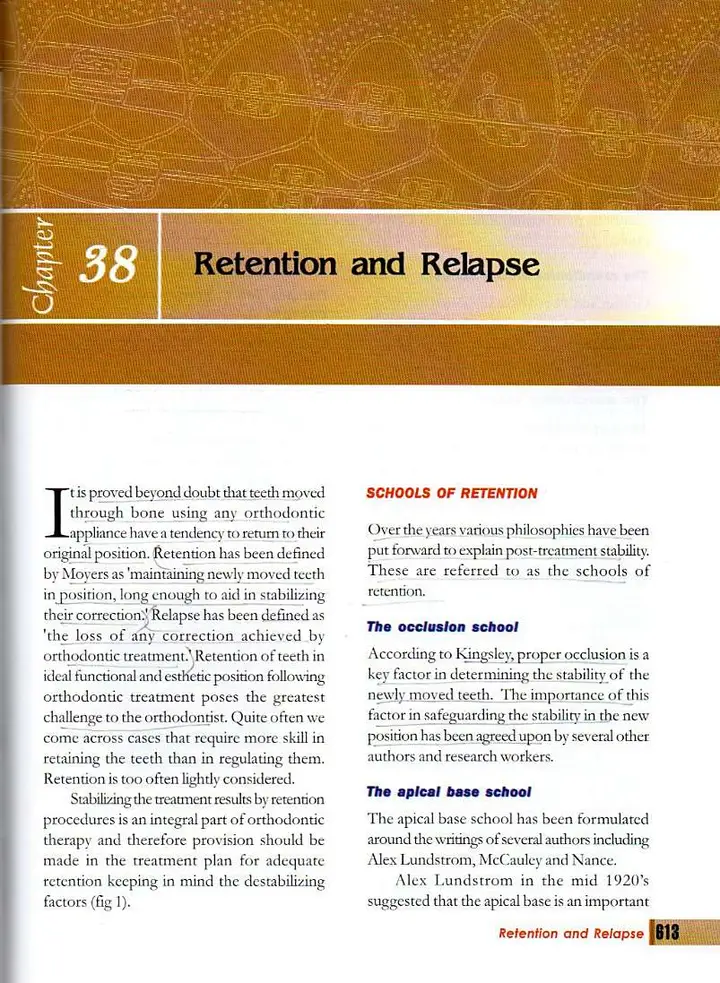 Chapter 38
Retention and Relapse
It is proved beyond doubt that teeth moved
through bone using any orthodontic
appliance have a tendency to return to their
original position. Retention has been defined
by Moyers as 'maintaining newly moved teeth
in position, long enough to aid in stabilizing
their correction.' Relapse has been defined as
'the loss of any correction achieved by
orthodontic treatment.' Retention of teeth in
ideal functional and esthetic position following
orthodontic treatment poses the greatest
challenge to the orthodontist. Quite often we
come across cases that require more skill in
retaining the teeth than in regulating them.
Retention is too often lightly considered.
Stabilizing the treatment results by retention
procedures is an integral part of orthodontic
therapy and therefore provision should be
made in the treatment plan for adequate
retention keeping in mind the destabilizing
factors (fig 1).
SCHOOLS OF RETENTION
Over the years various philosophies have been
put forward to explain post-treatment stability.
These are referred to as the schools of
retention.
The occlusion school
According to Kingsley, proper occlusion is a
key factor in determining the stability of the
newly moved teeth. The importance of this
factor in safeguarding the stability in the new
position has been agreed upon by several other
authors and research workers.
The apical base school
The apical base school has been formulated
around the writings of several authors including
Alex Lundstrom, McCauley and Nance.
Alex Lundstrom in the mid 1920's
suggested that the apical base is an important
Retention and Relapse 613